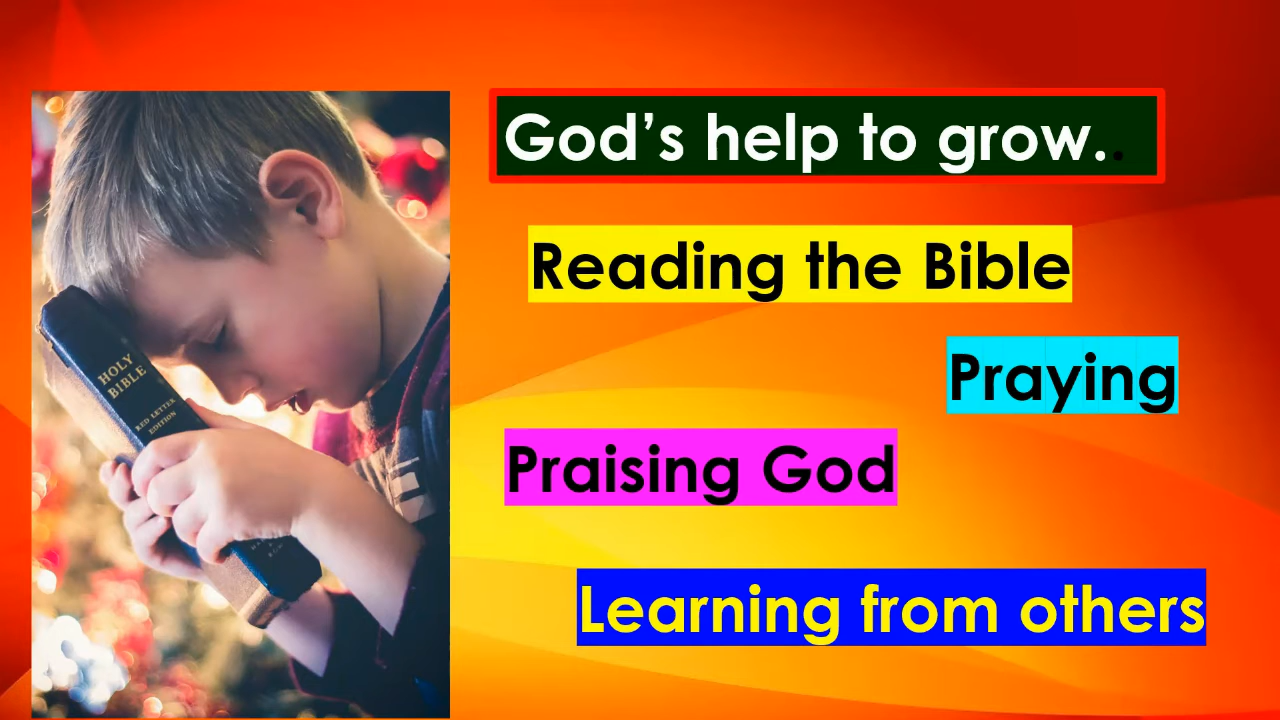 God’s help to grow..
Reading the Bible
Praying
Praising God
Learning from others
HOLY
BIBLE
RED LETTER
EDITION